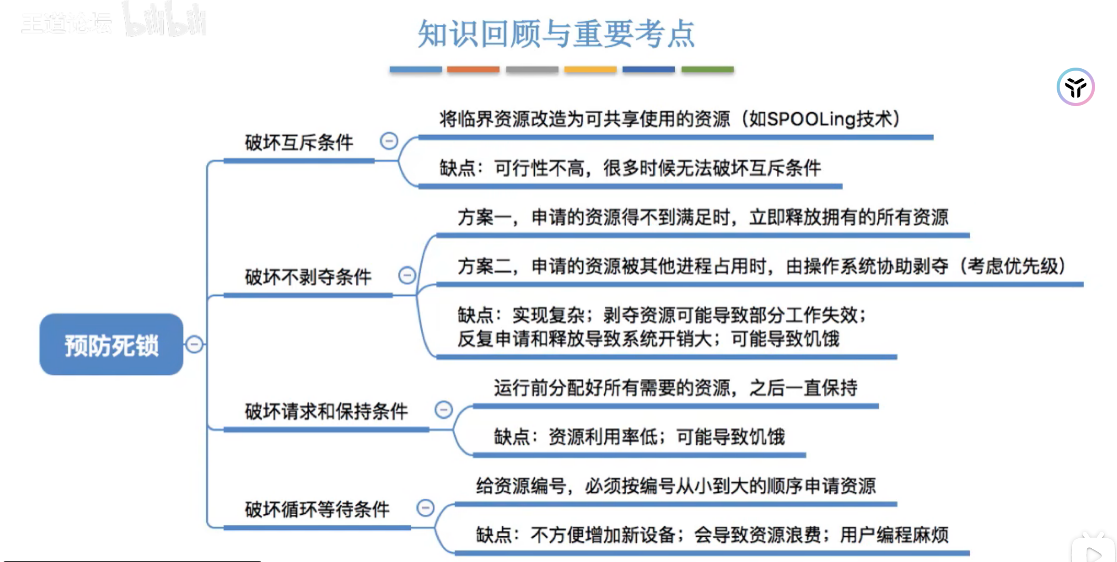 王道论坛 bilibili
知识回顾与重要考点
预防死锁
破坏互斥条件
将临界资源改造为可共享使用的资源（如SPOOLing技术）
缺点：可行性不高，很多时候无法破坏互斥条件
破坏不剥夺条件
方案一，申请的资源得不到满足时，立即释放拥有的所有资源
方案二，申请的资源被其他进程占用时，由操作系统协助剥夺（考虑优先级）
缺点：实现复杂；剥夺资源可能导致部分工作失效；
反复申请和释放导致系统开销大；可能导致饥饿
破坏请求和保持条件
运行前分配好所有需要的资源，之后一直保持
缺点：资源利用率低；可能导致饥饿
破坏循环等待条件
给资源编号，必须按编号从小到大的顺序申请资源
缺点：不方便增加新设备；会导致资源浪费；用户编程麻烦